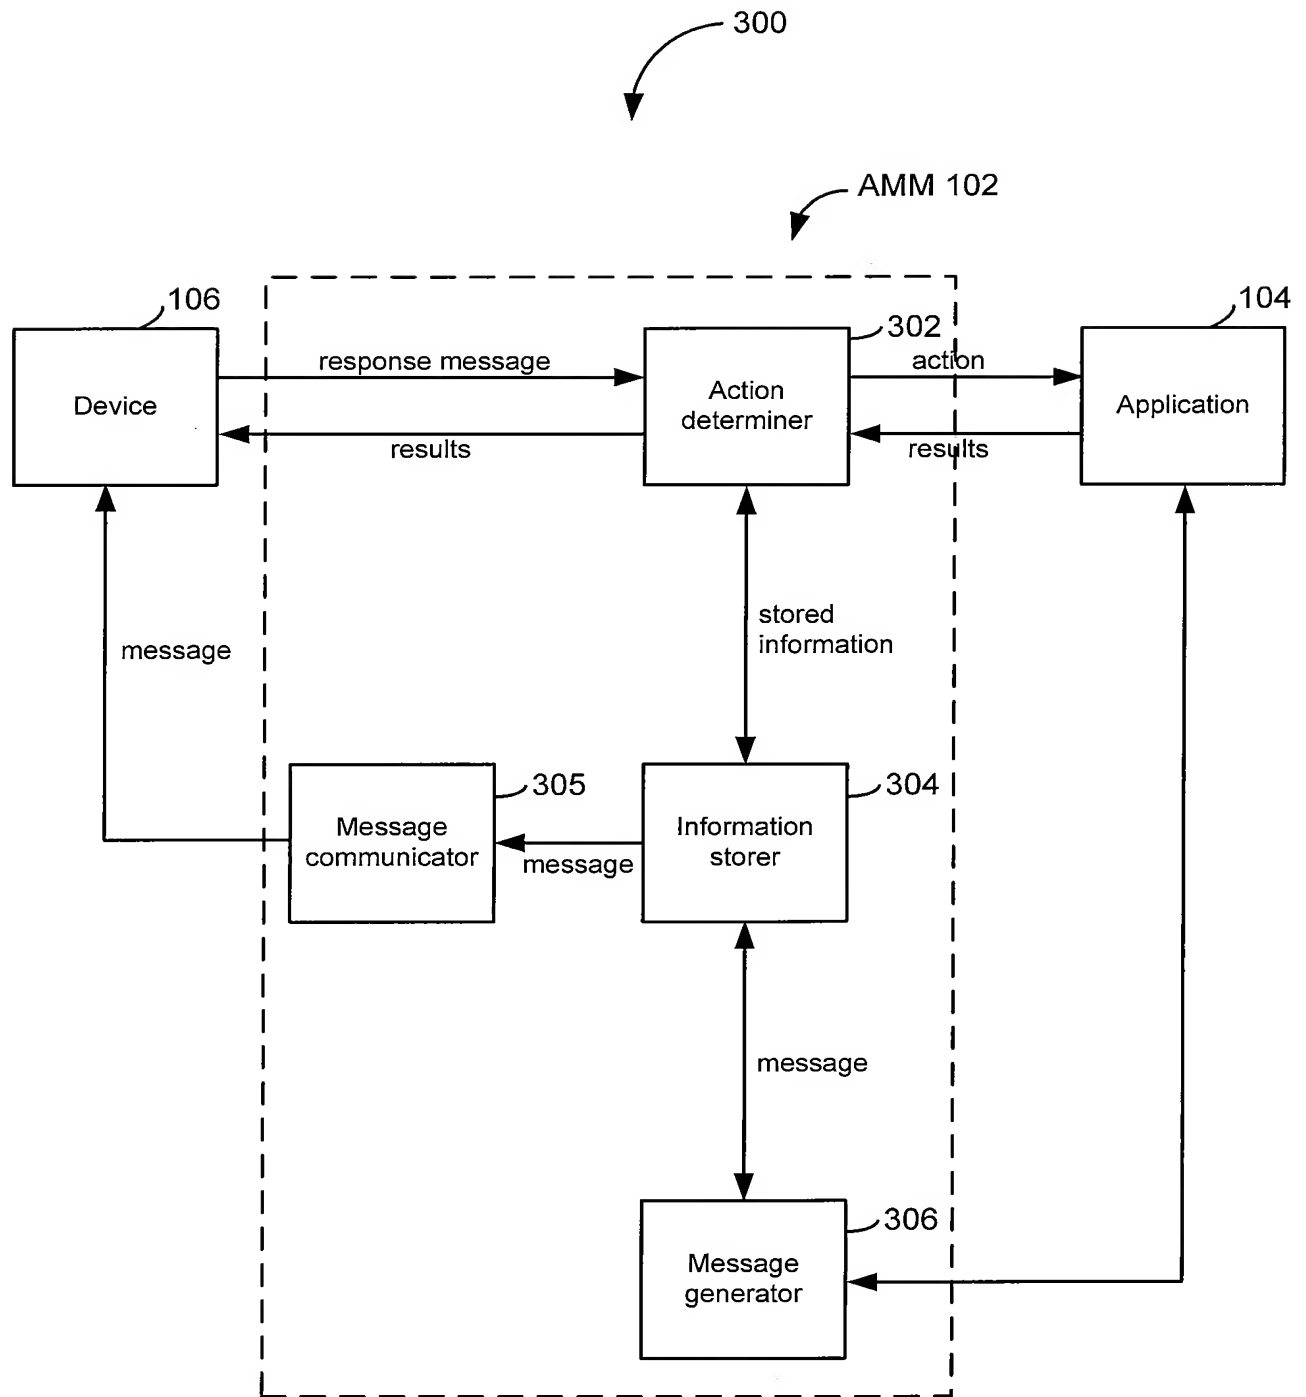 300
AMM 102
106
302
104
response message
action
Device
Action
determiner
Application
results
results
stored
information
message
305
304
Message
communicator
Information
storer
message
message
306
Message
generator